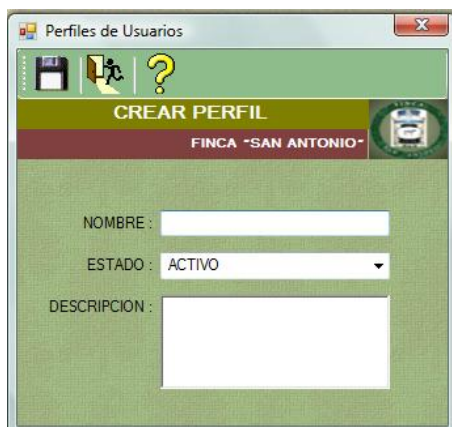 Perfiles de Usuarios
CREAR PERFIL
FINCA "SAN ANTONIO"
NOMBRE :
ESTADO : ACTIVO
DESCRIPCION :